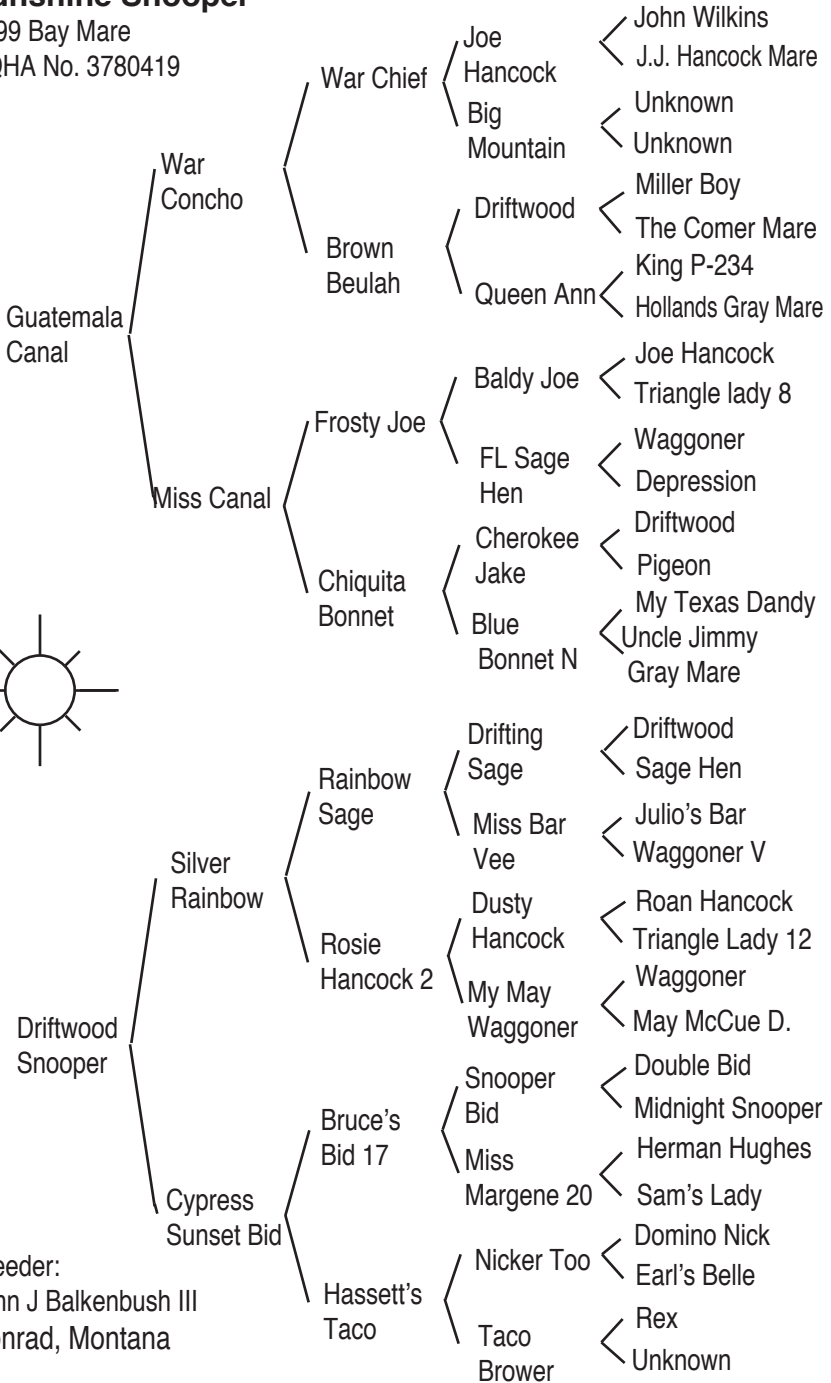 Snooper
99 Bay Mare
HA No. 3780419
John Wilkins
Joe
Hancock
J.J. Hancock Mare
War Chief
Big
Mountain
Unknown
Unknown
War
Concho
Miller Boy
Driftwood
The Comer Mare
Brown
Beulah
King P-234
Queen Ann
Hollands Gray Mare
Guatemala
Canal
Joe Hancock
Baldy Joe
Triangle lady 8
Frosty Joe
Waggoner
FL Sage
Hen
Depression
Miss Canal
Driftwood
Cherokee
Jake
Pigeon
Chiquita
Bonnet
My Texas Dandy
Blue
Bonnet N
Uncle Jimmy
Gray Mare
Driftwood
Drifting
Sage
Sage Hen
Rainbow
Sage
Julio's Bar
Miss Bar
Vee
Waggoner V
Silver
Rainbow
Roan Hancock
Dusty
Hancock
Triangle Lady 12
Rosie
Hancock 2
Waggoner
My May
Waggoner
May McCue D.
Driftwood
Snooper
Double Bid
Snooper
Bid
Midnight Snooper
Bruce's
Bid 17
Herman Hughes
Miss
Margene 20
Sam's Lady
Cypress
Sunset Bid
Domino Nick
Nicker Too
Earl's Belle
Hassett's
Taco
Rex
Taco
Brower
Unknown
eeder:
nn J Balkenbush III
onrad, Montana